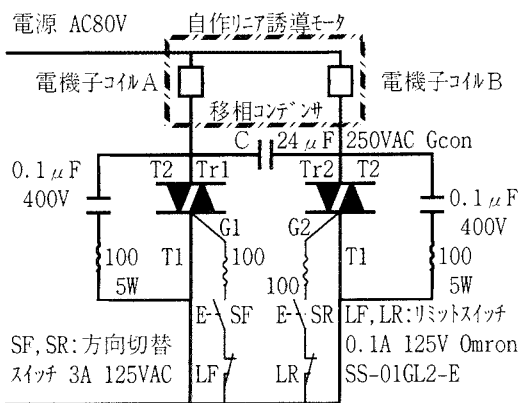 電源 AC80V
自作リニア誘導モータ
電機子コイルA
電機子コイルB
移相コンデンサ
C 24μF 250VAC Gcon
0.1μF
400V
T2 Tr1
Tr2 T2
0.1μF
400V
G1
G2
100
5W
T1
100
100
T1
100
5W
E SF
E SR
LF,LR:リミットスイッチ
0.1A 125V Omron
SS-01GL2-E
SF,SR:方向切替
スイッチ 3A 125VAC
LF
LR